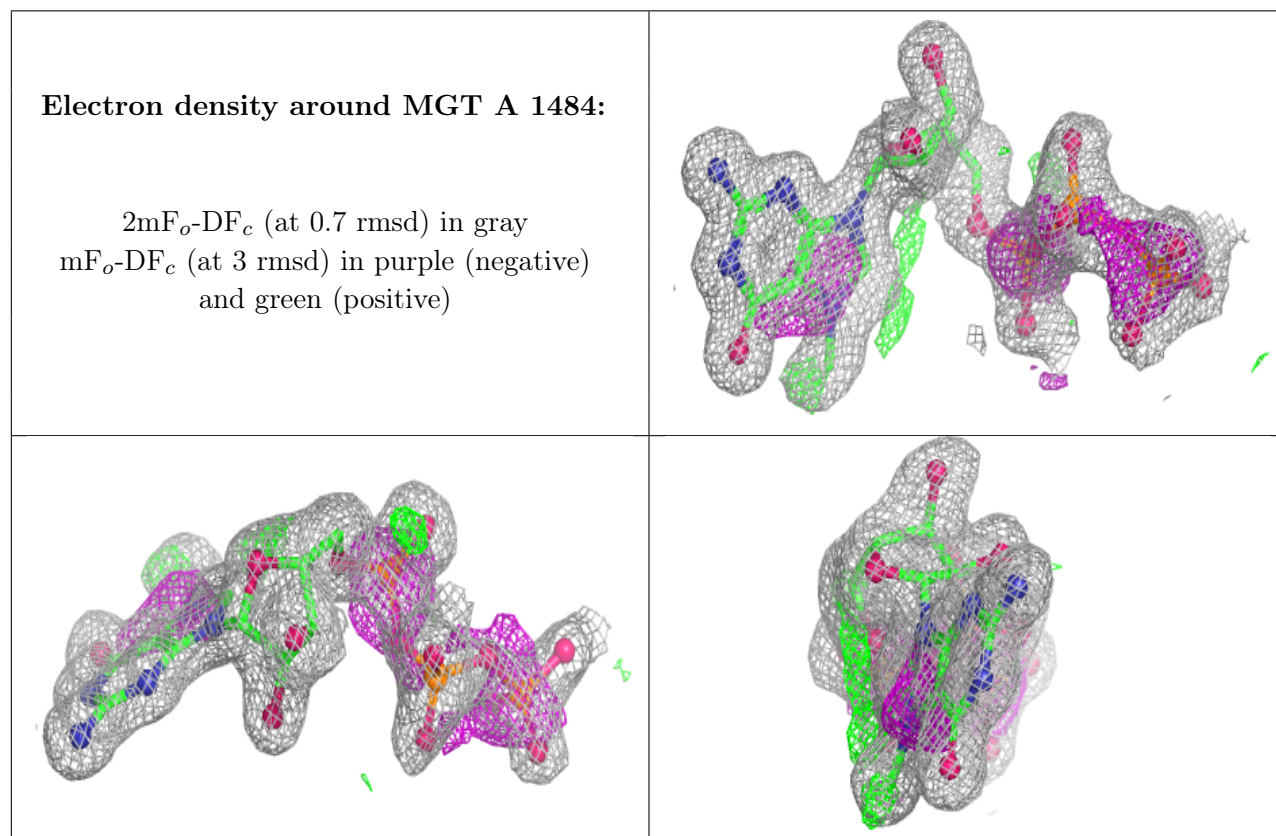 Electron density around MGT A 1484:
2mFₒ-DF𝒸 (at 0.7 rmsd) in gray
mFₒ-DF𝒸 (at 3 rmsd) in purple (negative)
and green (positive)